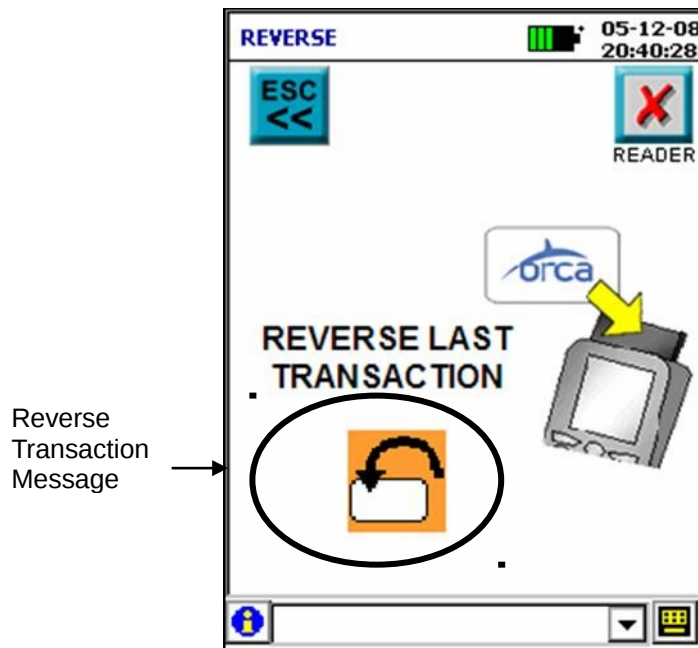 REVERSE
05-12-08
20:40:28
ESC
<<
READER
orca
REVERSE LAST
TRANSACTION
Reverse
Transaction
Message